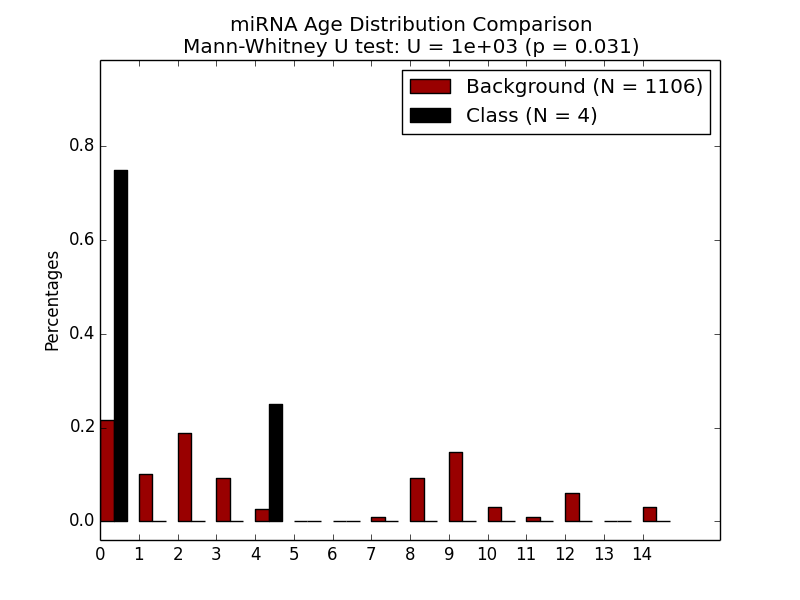 miRNA Age Distribution Comparison
Mann-Whitney U test: U = 1e+03 (p = 0.031)
Background (N = 1106)
Class (N = 4)
Percentages
0.8
0.6
0.4
0.2
0.0
0 1 2 3 4 5 6 7 8 9 10 11 12 13 14